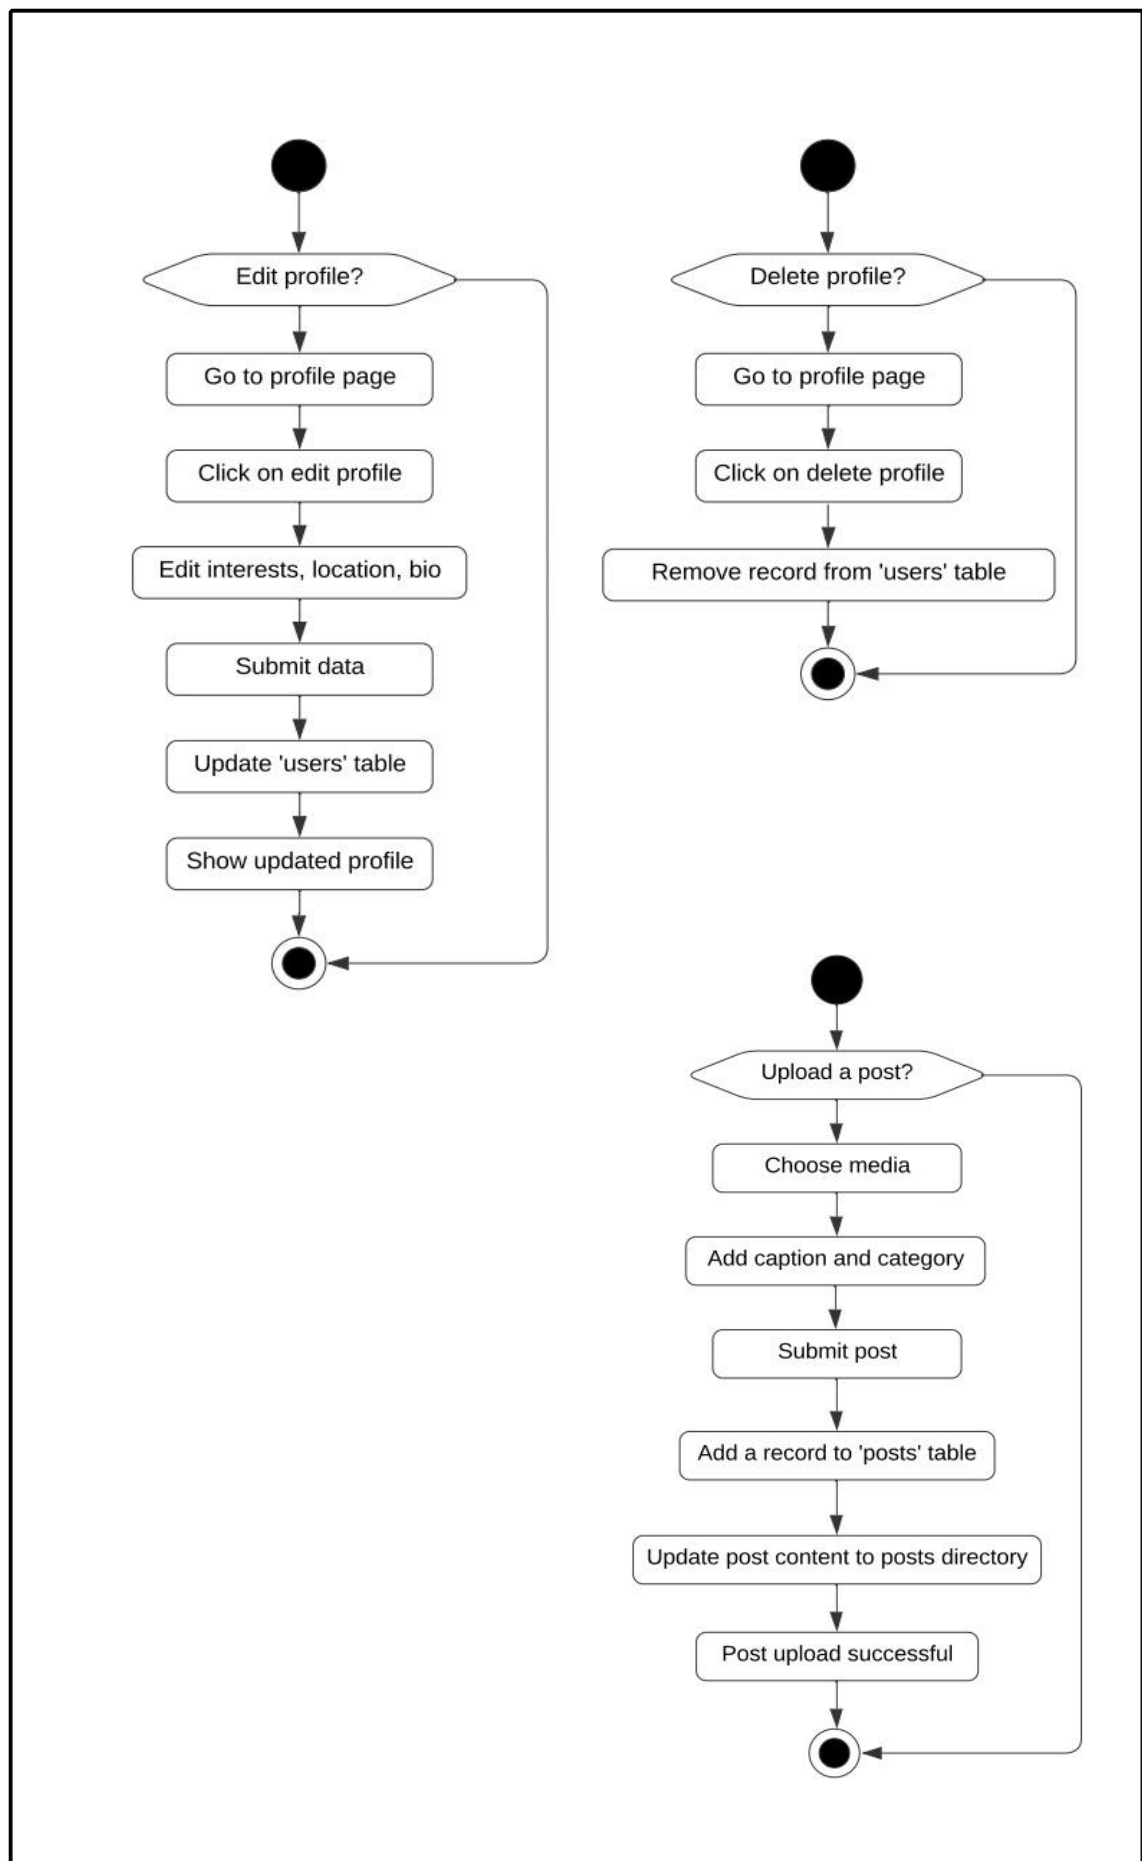 Edit profile?
Go to profile page
Click on edit profile
Edit interests, location, bio
Submit data
Update 'users' table
Show updated profile
Delete profile?
Go to profile page
Click on delete profile
Remove record from 'users' table
Upload a post?
Choose media
Add caption and category
Submit post
Add a record to 'posts' table
Update post content to posts directory
Post upload successful